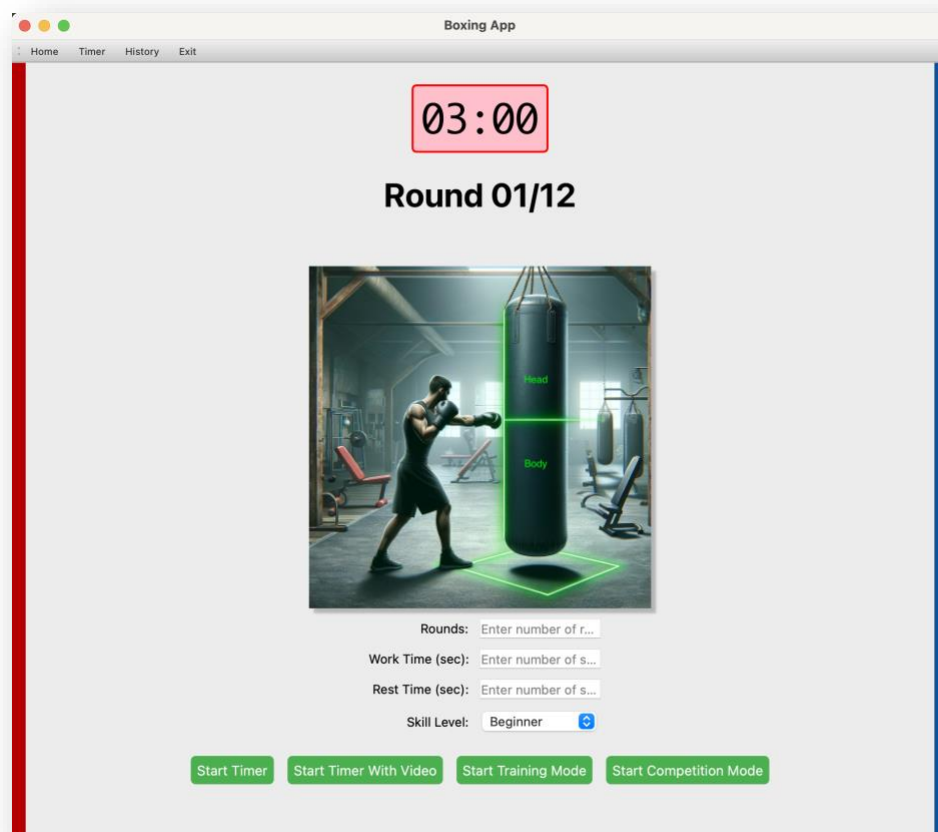 Boxing App
Home Timer History Exit
03:00
Round 01/12
Head
Body
Rounds: Enter number of r...
Work Time (sec): Enter number of s...
Rest Time (sec): Enter number of s...
Skill Level: Beginner
Start Timer Start Timer With Video Start Training Mode Start Competition Mode